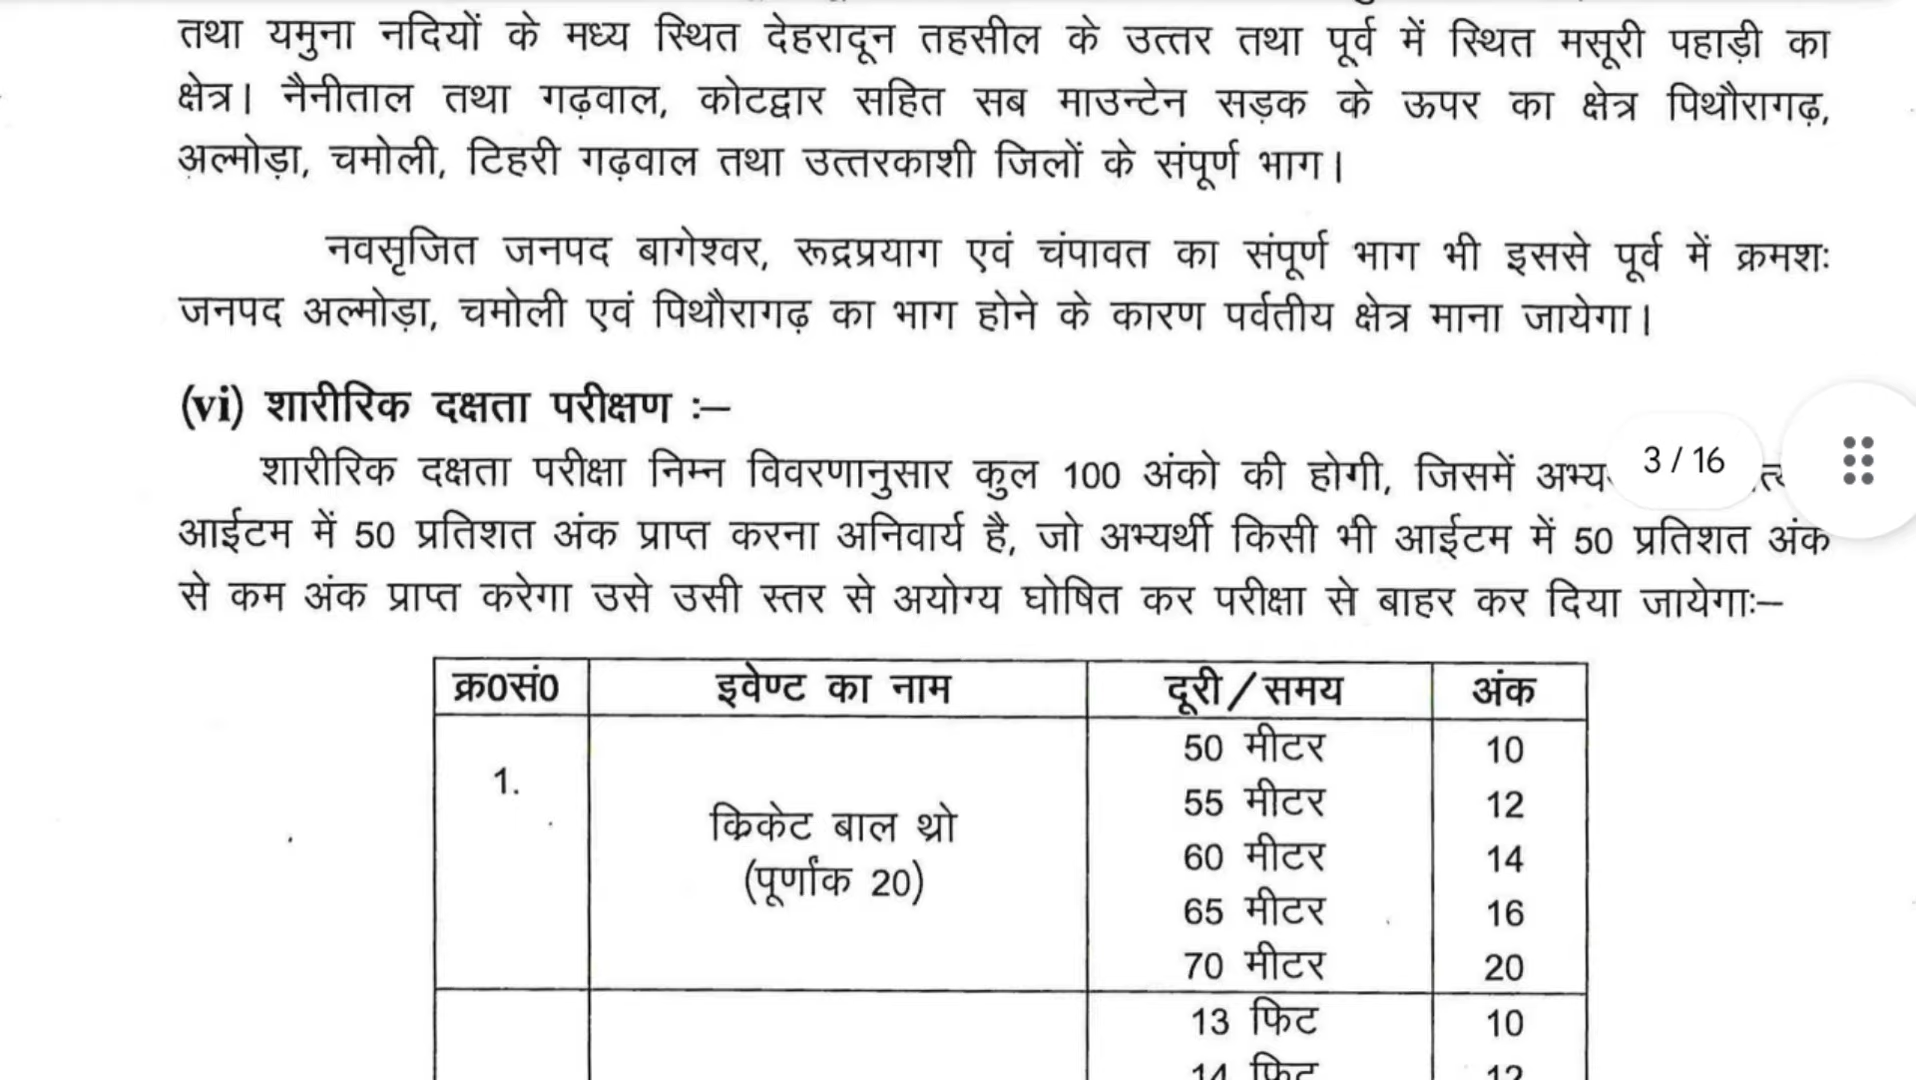 तथा यमुना नदियों के मध्य स्थित देहरादून तहसील के उत्तर तथा पूर्व में स्थित मसूरी पहाड़ी का
क्षेत्र। नैनीताल तथा गढ़वाल, कोटद्वार सहित सब माउन्टेन सड़क के ऊपर का क्षेत्र पिथौरागढ़,
अल्मोड़ा, चमोली, टिहरी गढ़वाल तथा उत्तरकाशी जिलों के संपूर्ण भाग।
नवसृजित जनपद बागेश्वर, रूद्रप्रयाग एवं चंपावत का संपूर्ण भाग भी इससे पूर्व में क्रमशः
जनपद अल्मोड़ा, चमोली एवं पिथौरागढ़ का भाग होने के कारण पर्वतीय क्षेत्र माना जायेगा।
(vi) शारीरिक दक्षता परीक्षण :–
शारीरिक दक्षता परीक्षा निम्न विवरणानुसार कुल 100 अंको की होगी, जिसमें
3 / 16
आईटम में 50 प्रतिशत अंक प्राप्त करना अनिवार्य है, जो अभ्यर्थी किसी भी आईटम में 50 प्रतिशत अंक
से कम अंक प्राप्त करेगा उसे उसी स्तर से अयोग्य घोषित कर परीक्षा से बाहर कर दिया जायेगाः–
क्र0सं0 इवेण्ट का नाम दूरी/समय अंक
50 मीटर 10
1.
55 मीटर 12
क्रिकेट बाल थ्रो
60 मीटर 14
(पूर्णांक 20)
65 मीटर 16
70 मीटर 20
13 फिट 10
14 फिट 12